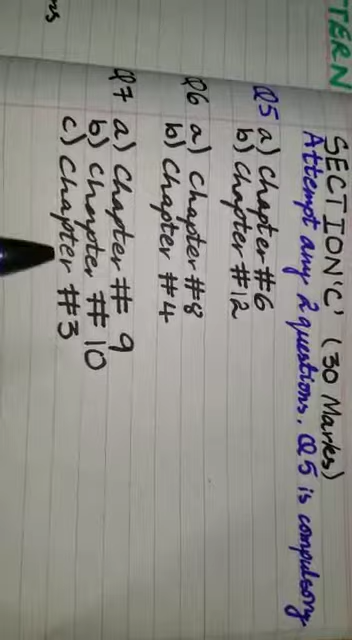 TERN
SECTION 'C' (30 Marks)
Attempt any 2 questions. Q5 is compulsory
Q5 a) chapter #6
b) chapter #12
Q6 a) chapter #8
b) chapter #4
Q7 a) chapter # 9
b) chapter # 10
c) chapter #3